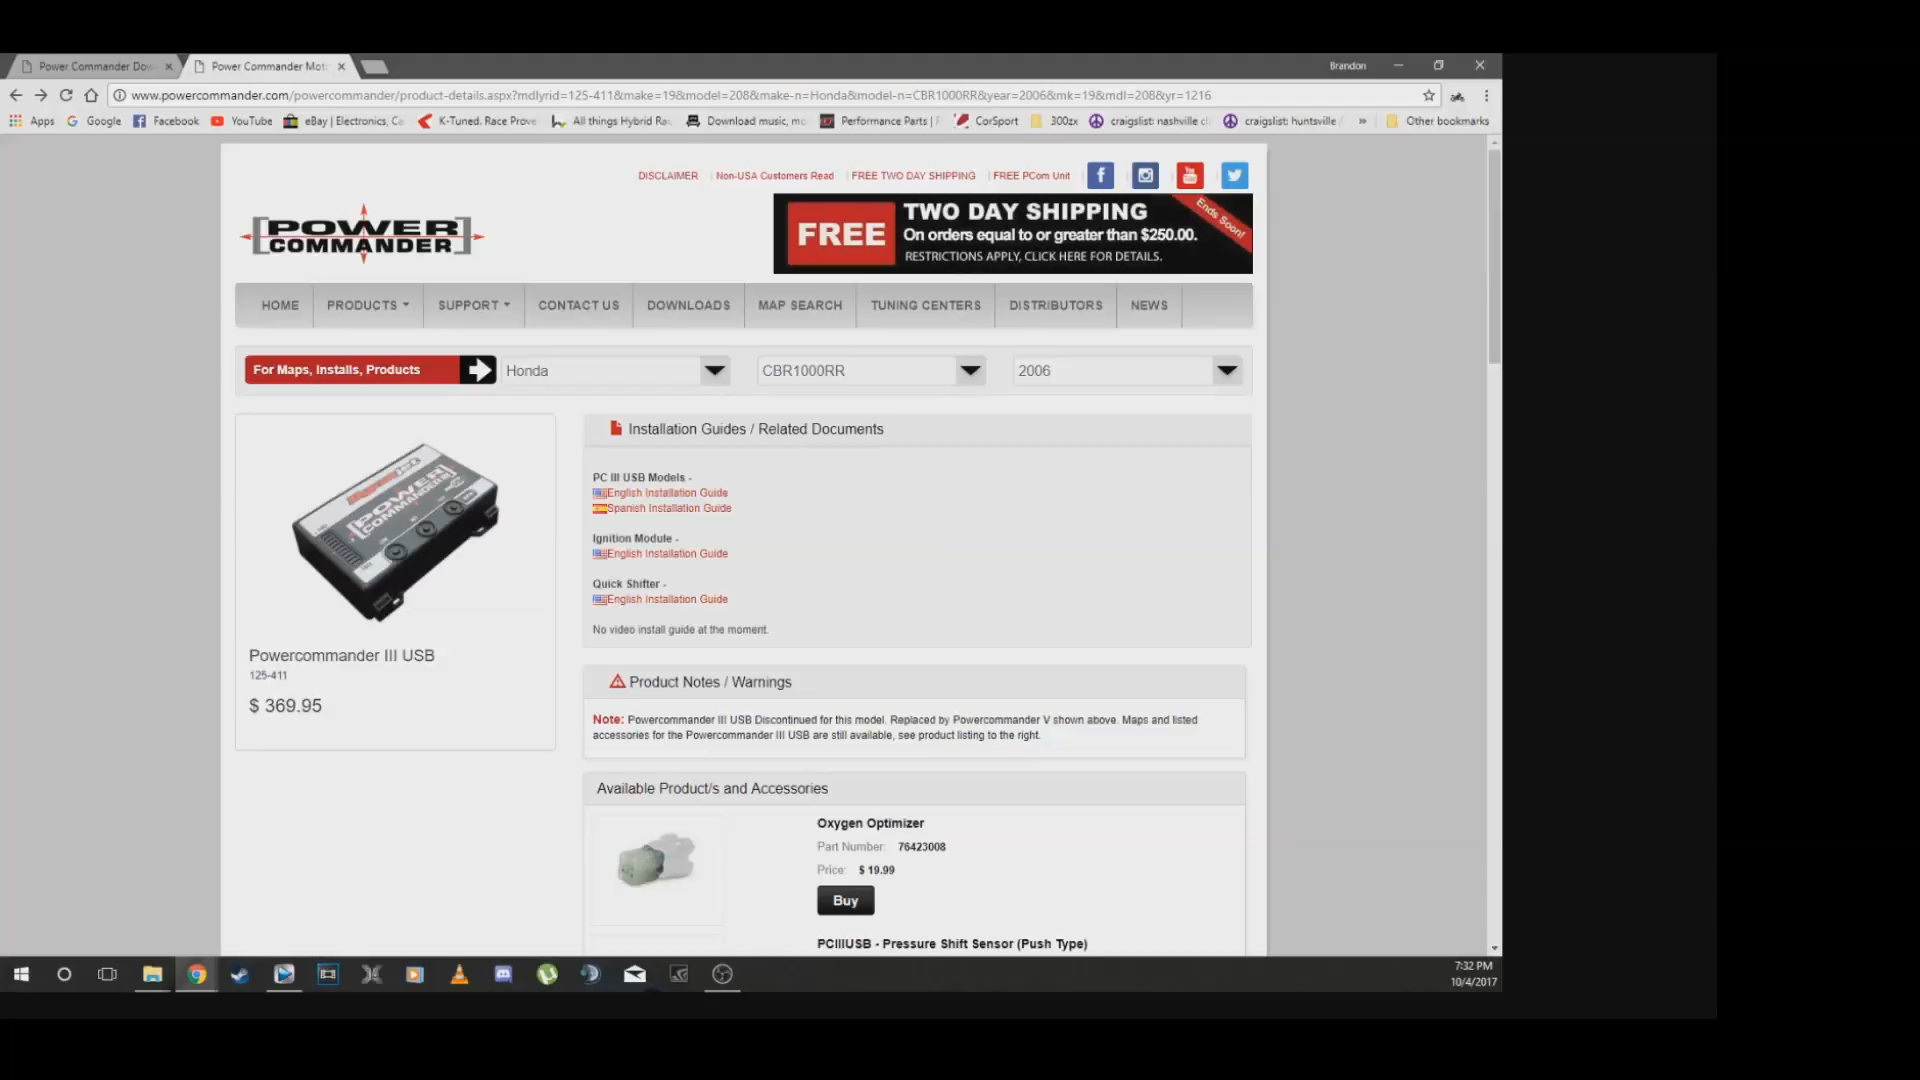 Power Commander Dow
Power Commander Moto
Brandon
www.powercommander.com/powercommander/product-details.aspx?mdlyrid=125-411&make=19&model=208&make-n=Honda&model-n=CBR1000RR&year=2006&mk=19&mdl=208&yr=1216
Apps
Google
Facebook
YouTube
eBay | Electronics, Ca
K-Tuned. Race Prove
All things Hybrid Rac
Download music, mo
Performance Parts |
CorSport
300zx
craigslist: nashville cl
craigslist: huntsville
»
Other bookmarks
DISCLAIMER
Non-USA Customers Read
FREE TWO DAY SHIPPING
FREE PCom Unit
POWER
COMMANDER
FREE
TWO DAY SHIPPING
On orders equal to or greater than $250.00.
RESTRICTIONS APPLY, CLICK HERE FOR DETAILS.
Ends Soon!
HOME
PRODUCTS
SUPPORT
CONTACT US
DOWNLOADS
MAP SEARCH
TUNING CENTERS
DISTRIBUTORS
NEWS
For Maps, Installs, Products
Honda
CBR1000RR
2006
POWER
COMMANDER
Powercommander III USB
125-411
$ 369.95
Installation Guides / Related Documents
PC III USB Models -
English Installation Guide
Spanish Installation Guide
Ignition Module -
English Installation Guide
Quick Shifter -
English Installation Guide
No video install guide at the moment.
Product Notes / Warnings
Note: Powercommander III USB Discontinued for this model. Replaced by Powercommander V shown above. Maps and listed
accessories for the Powercommander III USB are still available, see product listing to the right.
Available Product/s and Accessories
Oxygen Optimizer
Part Number: 76423008
Price: $ 19.99
Buy
PCIIIUSB - Pressure Shift Sensor (Push Type)
7:32 PM
10/4/2017